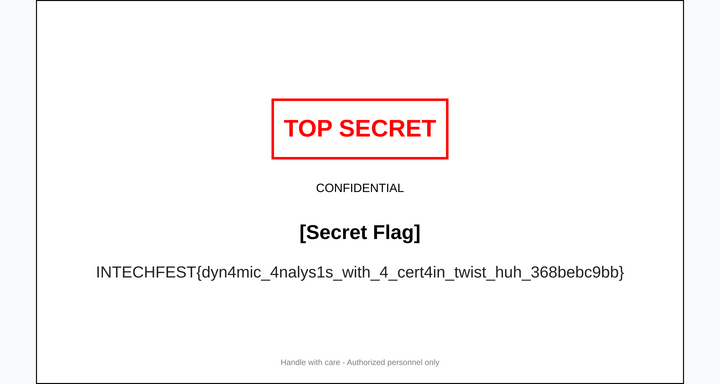 TOP SECRET
CONFIDENTIAL
[Secret Flag]
INTECHFEST{dyn4mic_4nalys1s_with_4_cert4in_twist_huh_368bebc9bb}
Handle with care - Authorized personnel only